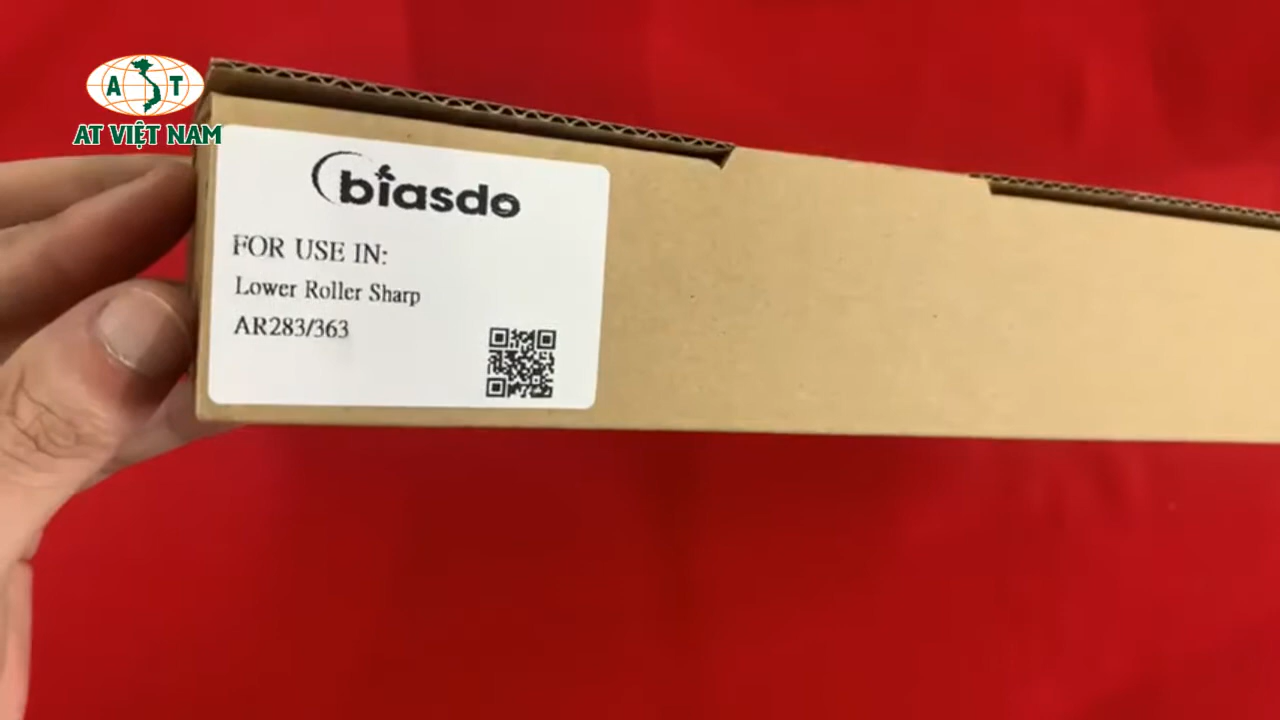 A T
AT VIỆT NAM
biasdo
FOR USE IN:
Lower Roller Sharp
AR283/363